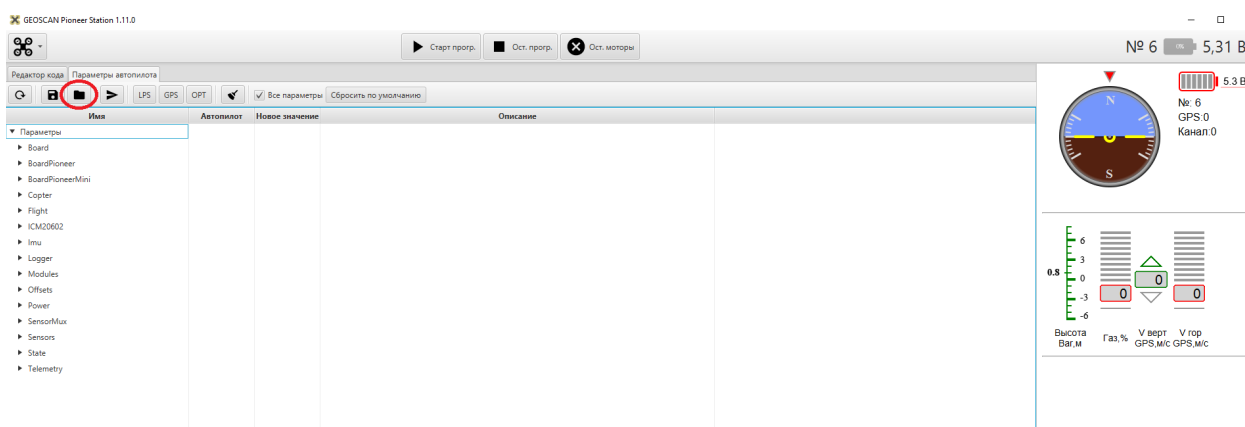 GEOSCAN Pioneer Station 1.11.0
Старт прогр. Ост. прогр. Ост. моторы
№ 6 0% 5,31 В
Редактор кода Параметры автопилота
LPS GPS OPT Все параметры Сбросить по умолчанию
Имя Автопилот Новое значение Описание
Параметры
Board
BoardPioneer
BoardPioneerMini
Copter
Flight
ICM20602
Imu
Logger
Modules
Offsets
Power
SensorMux
Sensors
State
Telemetry
5.3 В
№: 6
GPS:0
Канал:0
N
S
6
3
0.8 0 0
-3 0 0
-6
Высота Газ,% V верт V гор
Bar,м GPS,м/с GPS,м/с